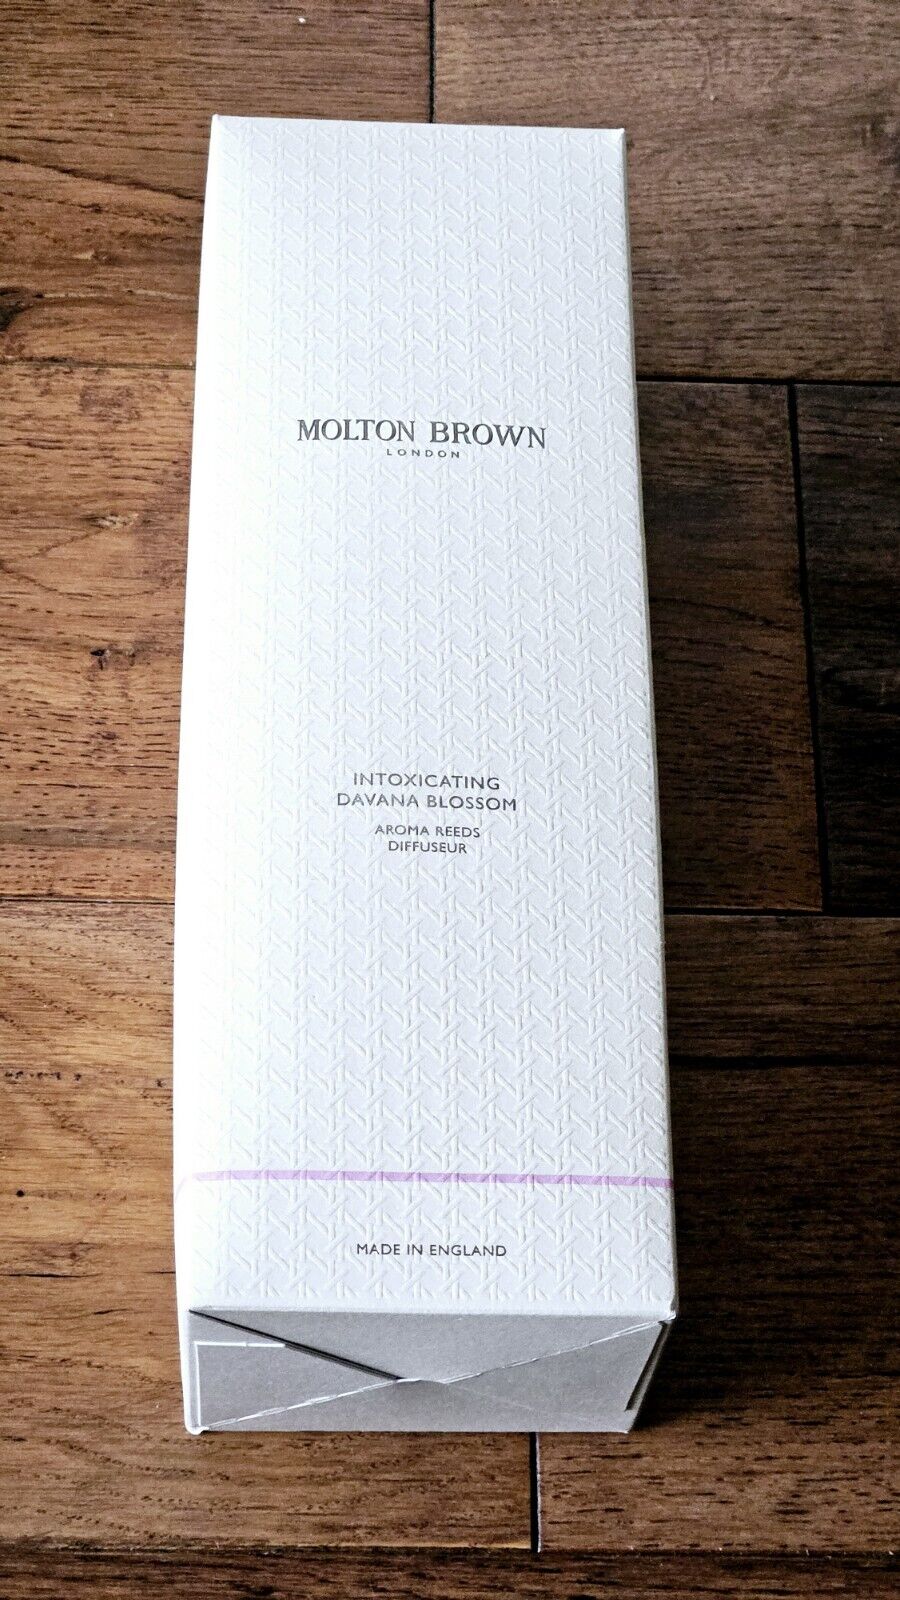 MOLTON BROWN
LONDON
INTOXICATING
DAVANA BLOSSOM
AROMA REEDS
DIFFUSEUR
MADE IN ENGLAND